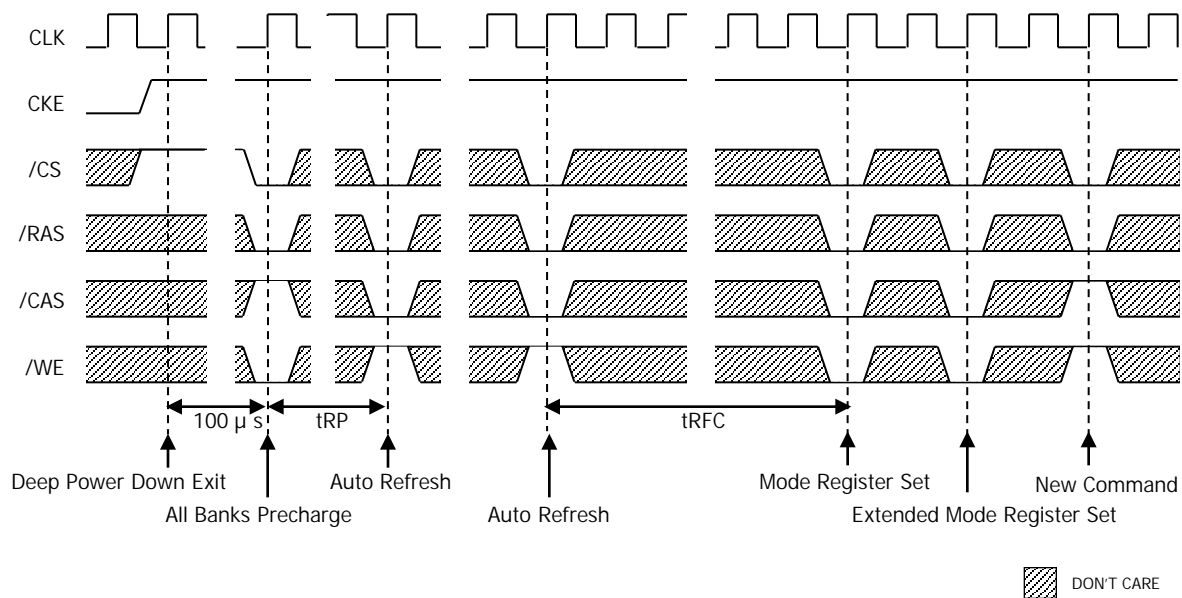 CLK
CKE
/CS
/RAS
/CAS
/WE
100 µ s
tRP
tRFC
Deep Power Down Exit
Auto Refresh
Mode Register Set
New Command
All Banks Precharge
Auto Refresh
Extended Mode Register Set
DON'T CARE